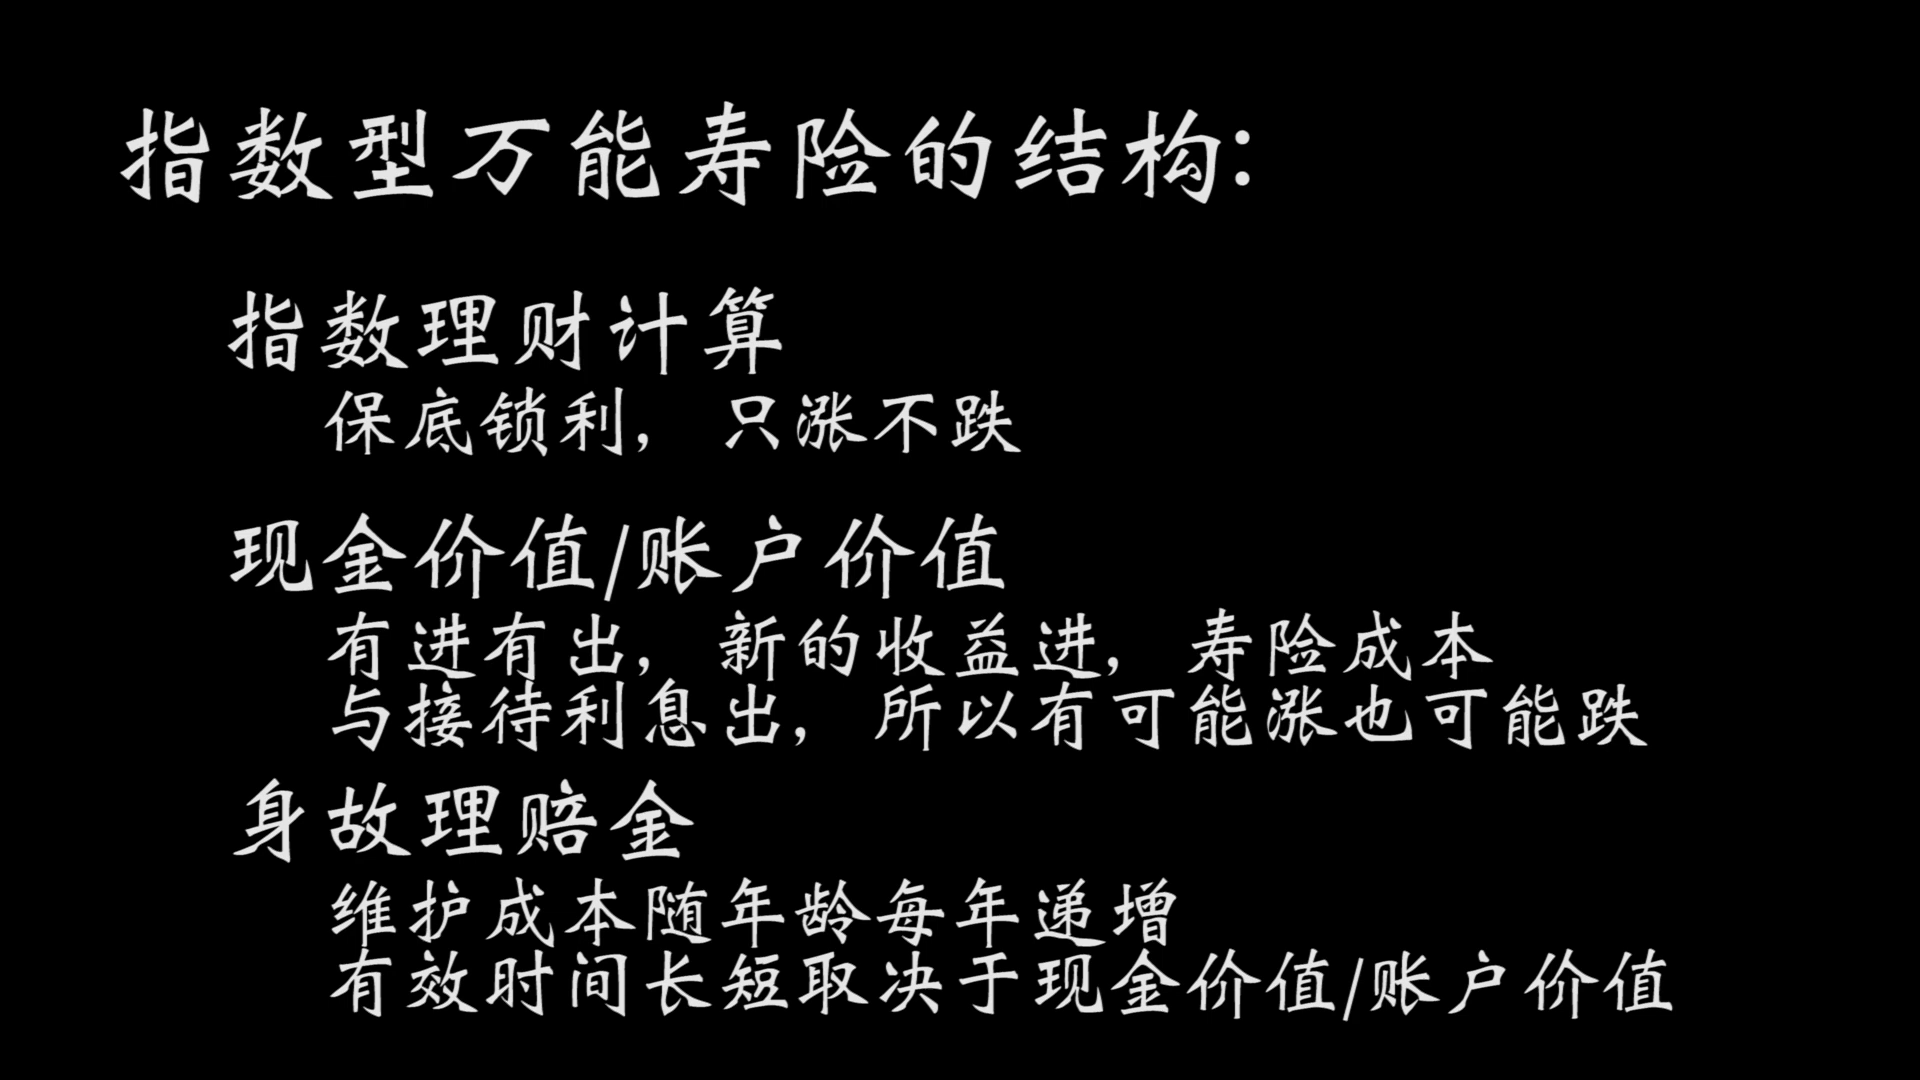 指数型万能寿险的结构:
指数理财计算
保底锁利，只涨不跌
现金价值/账户价值
有进有出，新的收益进，寿险成本
与接待利息出，所以有可能涨也可能跌
身故理赔金
维护成本随年龄每年递增
有效时间长短取决于现金价值/账户价值